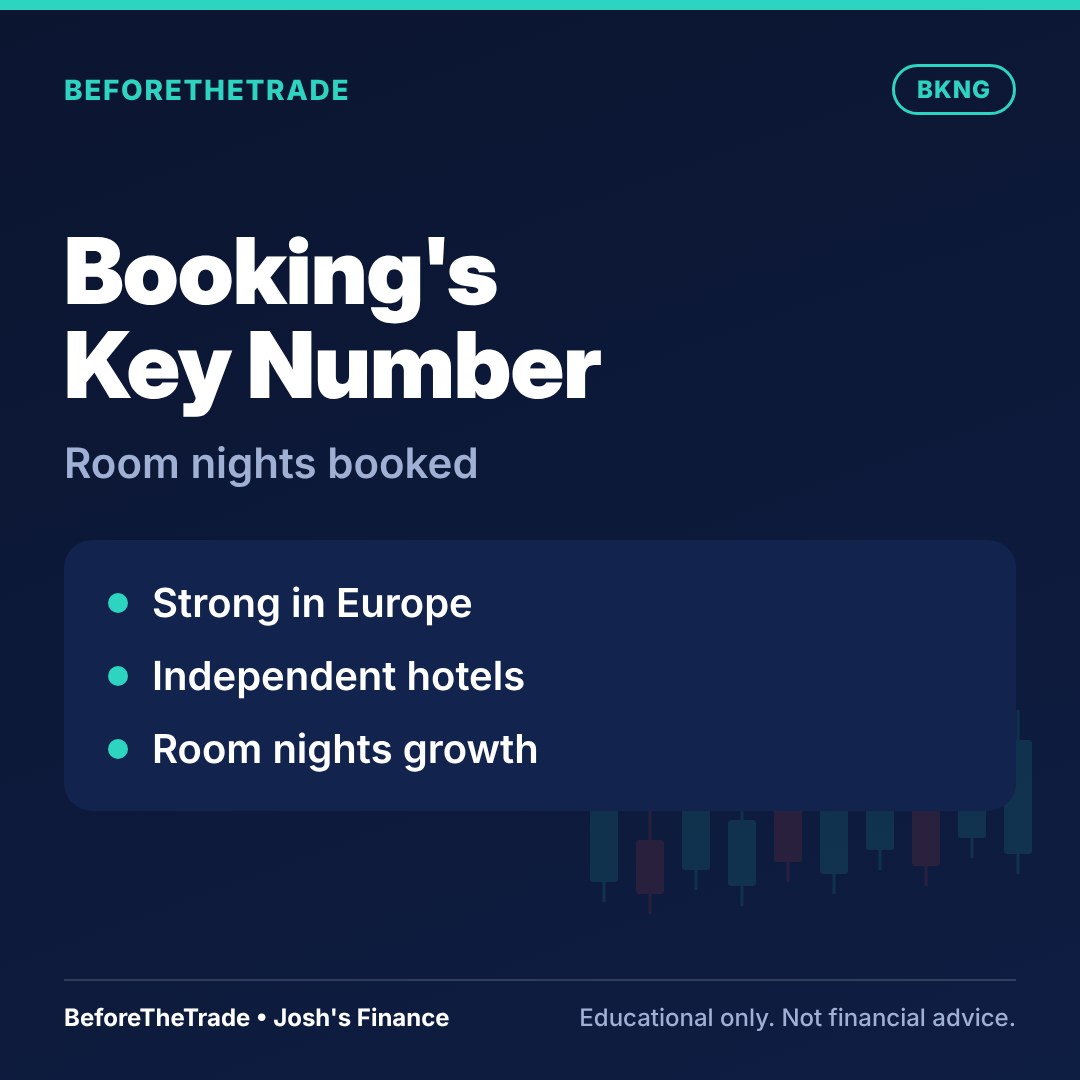 BEFORETHETRADE
BKNG
Booking's
Key Number
Room nights booked
Strong in Europe
Independent hotels
Room nights growth
BeforeTheTrade • Josh's Finance
Educational only. Not financial advice.